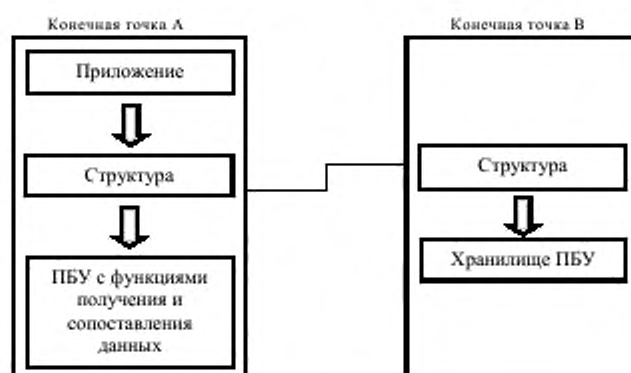 Конечная точка A
Конечная точка B
Приложение
Структура
ПБУ с функциями
получения и
сопоставления
данных
Структура
Хранилище ПБУ